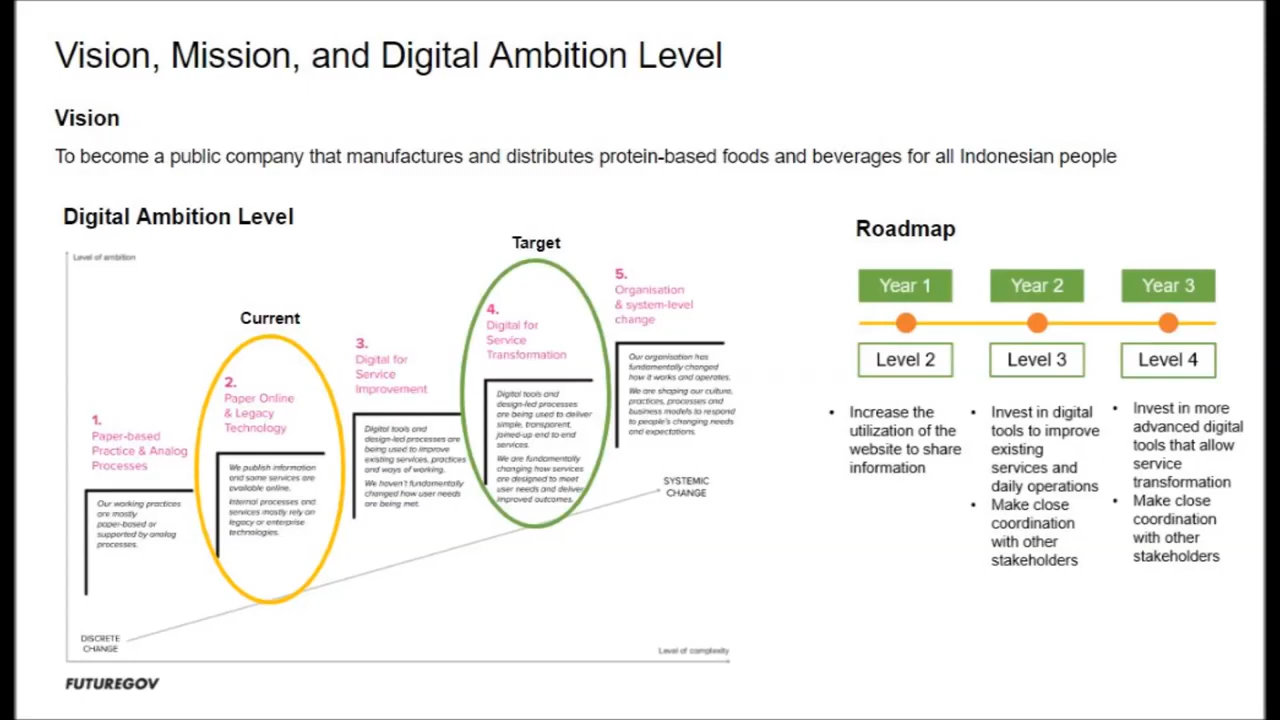 Vision, Mission, and Digital Ambition Level
Vision
To become a public company that manufactures and distributes protein-based foods and beverages for all Indonesian people
Digital Ambition Level
Level of ambition
Current
Target
1.
Paper-based
Practice & Analog
Processes
Our working practices
are mostly
paper-based or
supported by analog
processes.
2.
Paper Online
& Legacy
Technology
We publish information
and some services are
available online.
Internal processes and
services mostly rely on
legacy or enterprise
technologies.
3.
Digital for
Service
Improvement
Digital tools and
design-led processes are
being used to improve
existing services, practices
and ways of working.
We haven't fundamentally
changed how user needs
are being met.
4.
Digital for
Service
Transformation
Digital tools and
design-led processes
are being used to deliver
simple, transparent,
joined-up end to end
services.
We are fundamentally
changing how services
are designed to meet
user needs and deliver
improved outcomes.
5.
Organisation
& system-level
change
Our organisation has
fundamentally changed
how it works and operates.
We are shaping our culture,
practices, processes and
business models to respond
to people's changing needs
and expectations.
SYSTEMIC
CHANGE
DISCRETE
CHANGE
Level of complexity
FUTUREGOV
Roadmap
Year 1
Year 2
Year 3
Level 2
Level 3
Level 4
• Increase the
utilization of the
website to share
information
• Invest in digital
tools to improve
existing
services and
daily operations
• Make close
coordination
with other
stakeholders
• Invest in more
advanced digital
tools that allow
service
transformation
• Make close
coordination
with other
stakeholders